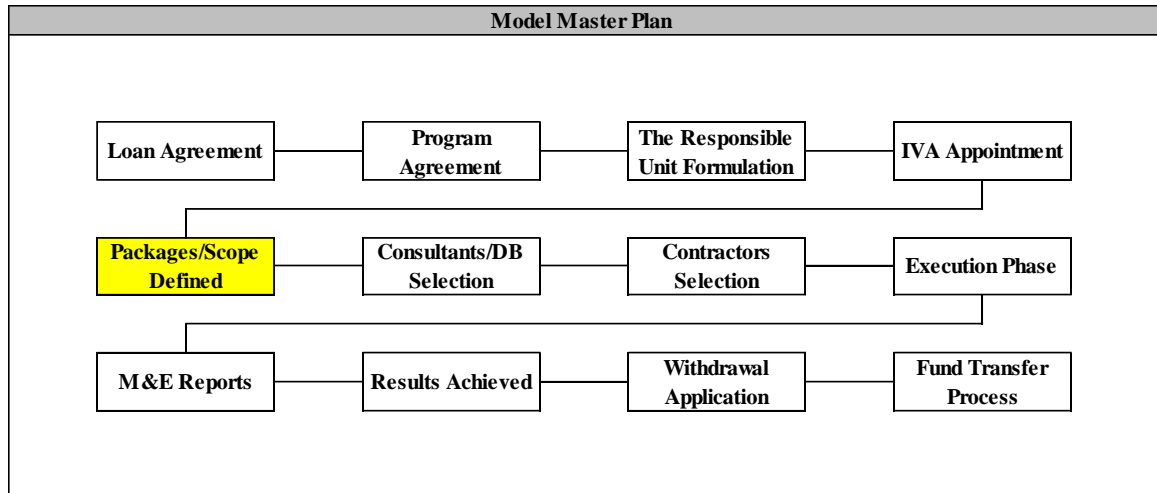 Model Master Plan
Loan Agreement
Program
Agreement
The Responsible
Unit Formulation
IVA Appointment
Packages/Scope
Defined
Consultants/DB
Selection
Contractors
Selection
Execution Phase
M&E Reports
Results Achieved
Withdrawal
Application
Fund Transfer
Process